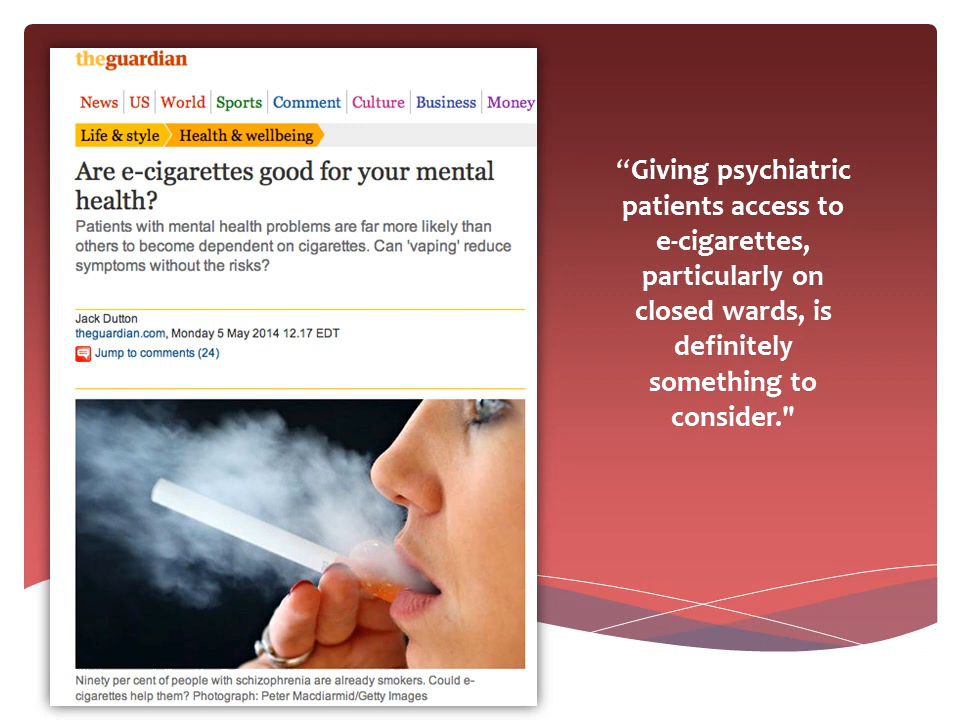 theguardian
News US World Sports Comment Culture Business Money
Life & style Health & wellbeing
Are e-cigarettes good for your mental
health?
Patients with mental health problems are far more likely than
others to become dependent on cigarettes. Can 'vaping' reduce
symptoms without the risks?
Jack Dutton
theguardian.com, Monday 5 May 2014 12.17 EDT
Jump to comments (24)
Ninety per cent of people with schizophrenia are already smokers. Could e-
cigarettes help them? Photograph: Peter Macdiarmid/Getty Images
“Giving psychiatric
patients access to
e-cigarettes,
particularly on
closed wards, is
definitely
something to
consider."